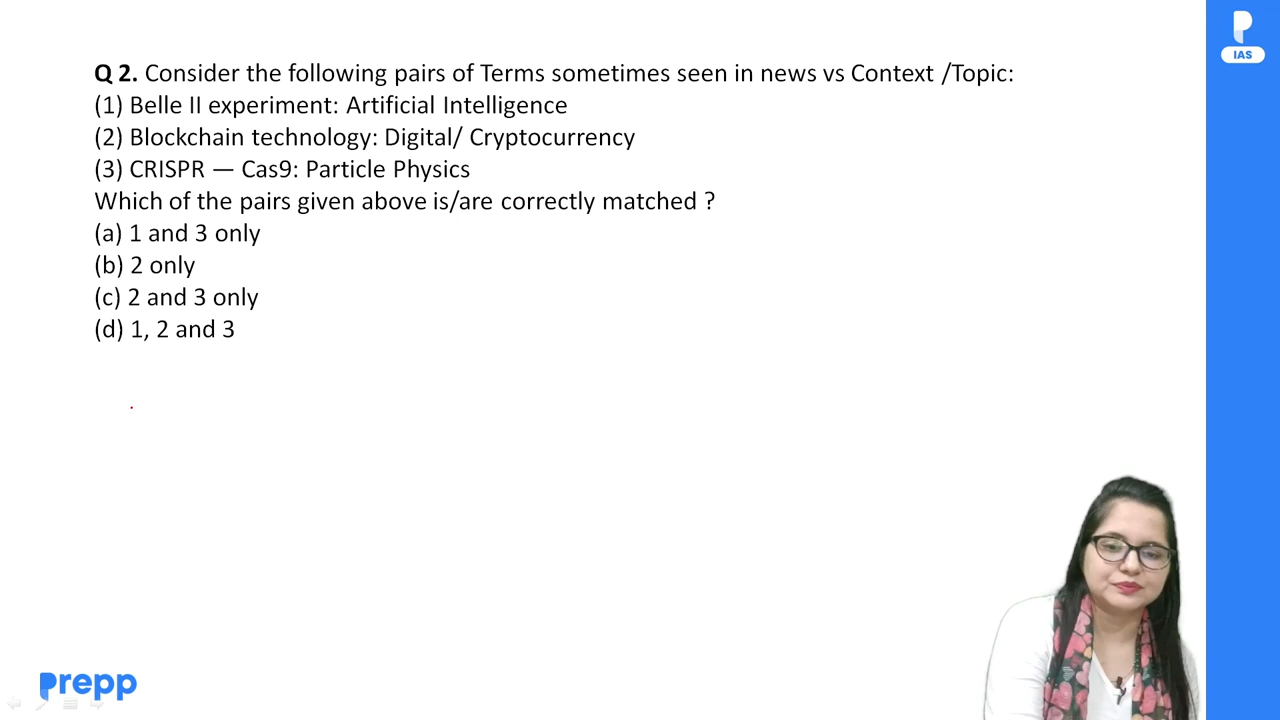 Q 2. Consider the following pairs of Terms sometimes seen in news vs Context /Topic:
(1) Belle II experiment: Artificial Intelligence
(2) Blockchain technology: Digital/ Cryptocurrency
(3) CRISPR — Cas9: Particle Physics
Which of the pairs given above is/are correctly matched ?
(a) 1 and 3 only
(b) 2 only
(c) 2 and 3 only
(d) 1, 2 and 3
IAS
Prepp